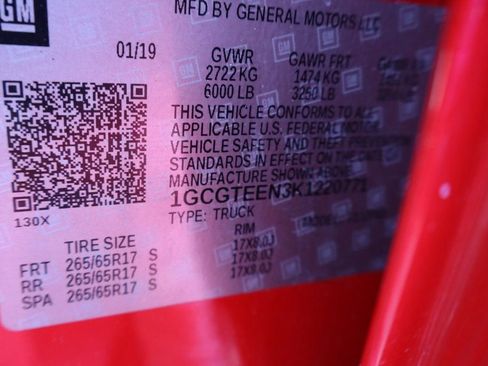 GM
MFD BY GENERAL MOTORS LLC
01/19 GVWR GAWR FRT
2722 KG 1474 KG
6000 LB 3250 LB
THIS VEHICLE CONFORMS TO ALL
APPLICABLE U.S. FEDERAL MOTOR
VEHICLE SAFETY AND THEFT PREVENTION
STANDARDS IN EFFECT ON THE DATE
MANUFACTURE SHOWN ABOVE.
1GCGTEEN3K1220771
130X TYPE: TRUCK
TIRE SIZE RIM
FRT 265/65R17 S 17X8.0J
RR 265/65R17 S 17X8.0J
SPA 265/65R17 S 17X8.0J